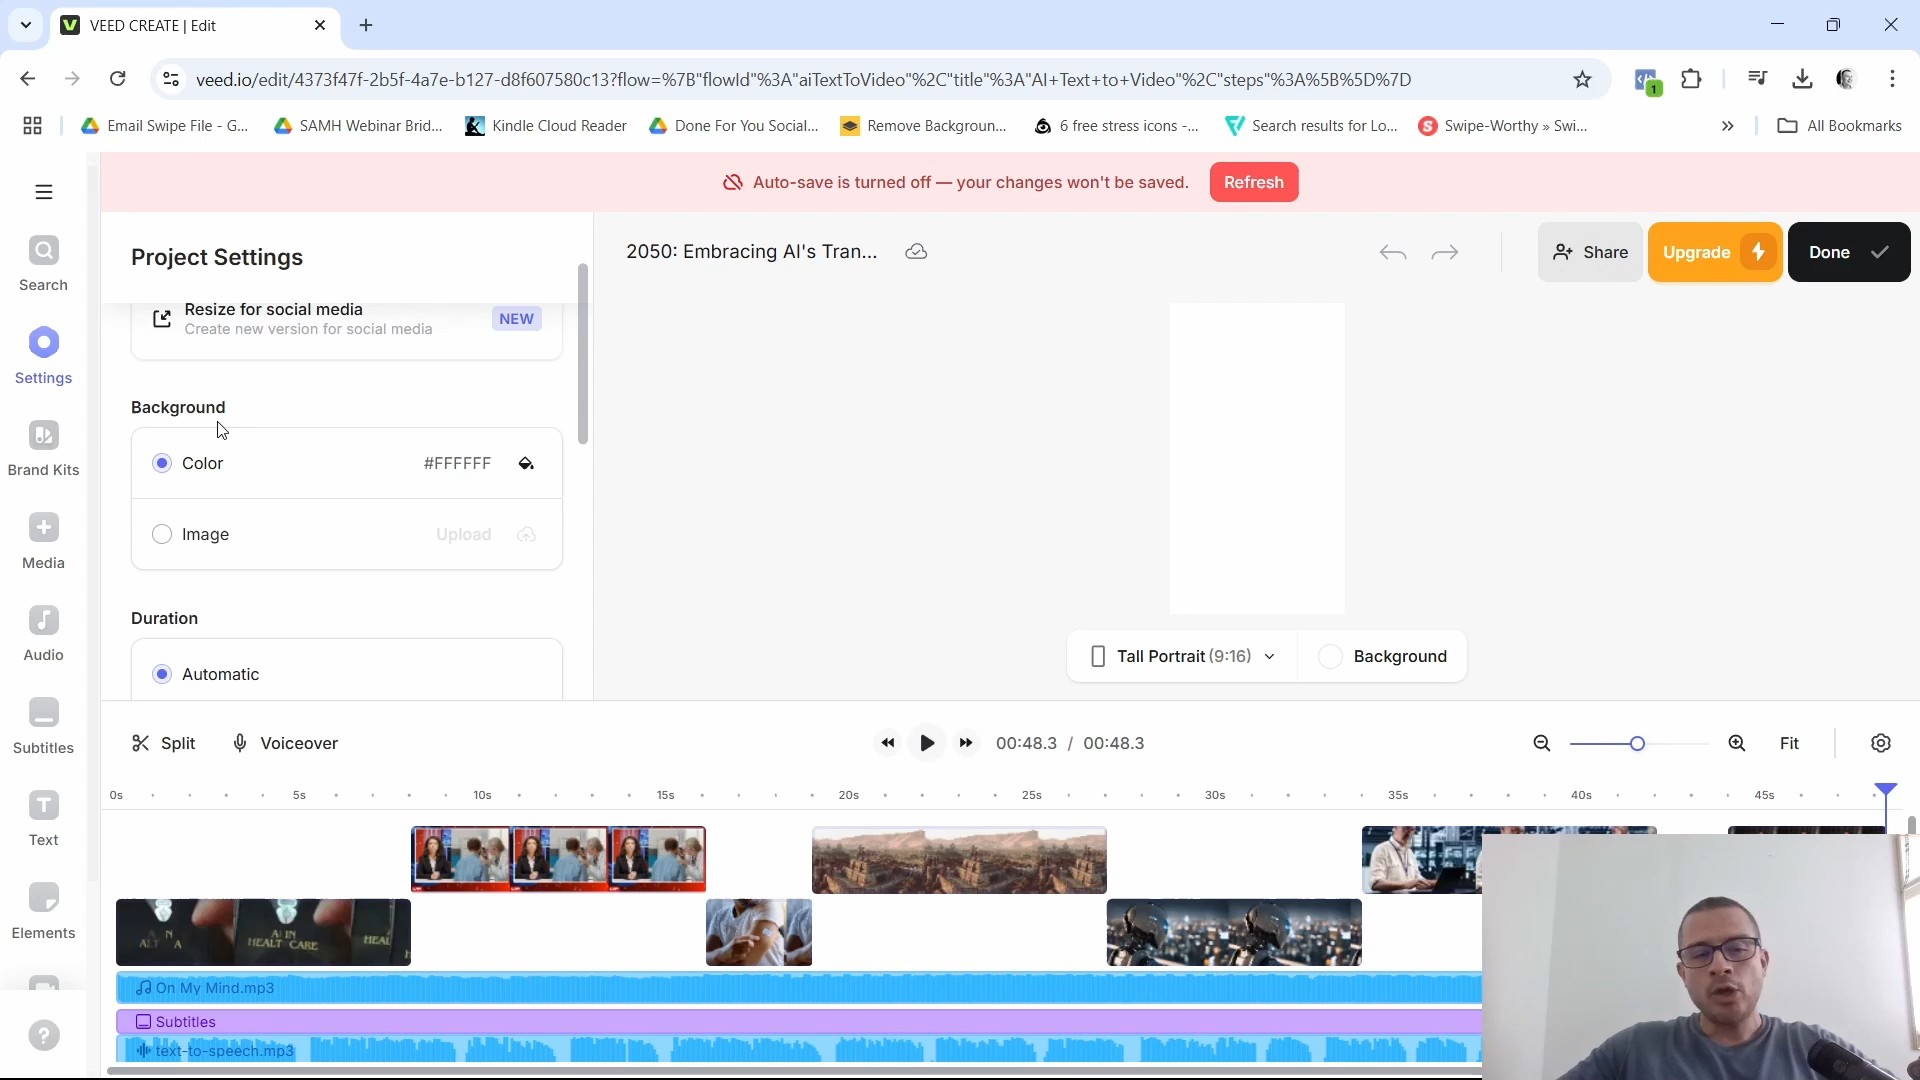 VEED CREATE | Edit
veed.io/edit/4373f47f-2b5f-4a7e-b127-d8f607580c13?flow=%7B"flowId"%3A"aiTextToVideo"%2C"title"%3A"AI+Text+to+Video"%2C"steps"%3A%5B%5D%7D
1
Email Swipe File - G...
SAMH Webinar Brid...
Kindle Cloud Reader
Done For You Social...
Remove Backgroun...
6 free stress icons -...
Search results for Lo...
Swipe-Worthy » Swi...
All Bookmarks
Auto-save is turned off — your changes won't be saved.
Refresh
Search
Settings
Brand Kits
Media
Audio
Subtitles
Text
Elements
Project Settings
Resize for social media
Create new version for social media
NEW
Background
Color
#FFFFFF
Image
Upload
Duration
Automatic
2050: Embracing AI's Tran...
Share
Upgrade
Done
Tall Portrait (9:16)
Background
Split
Voiceover
00:48.3 / 00:48.3
Fit
0s 5s 10s 15s 20s 25s 30s 35s 40s 45s
HEALT CARE
On My Mind.mp3
Subtitles
text-to-speech.mp3